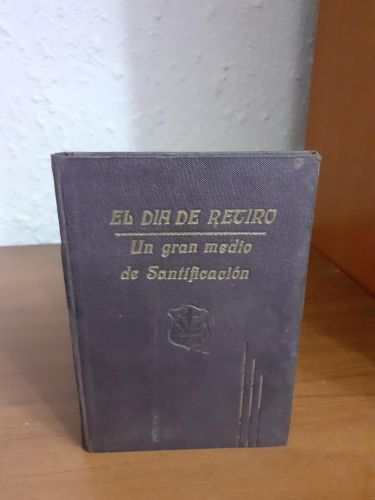 EL DIA DE RETIRO
Un gran medio
de Santificación